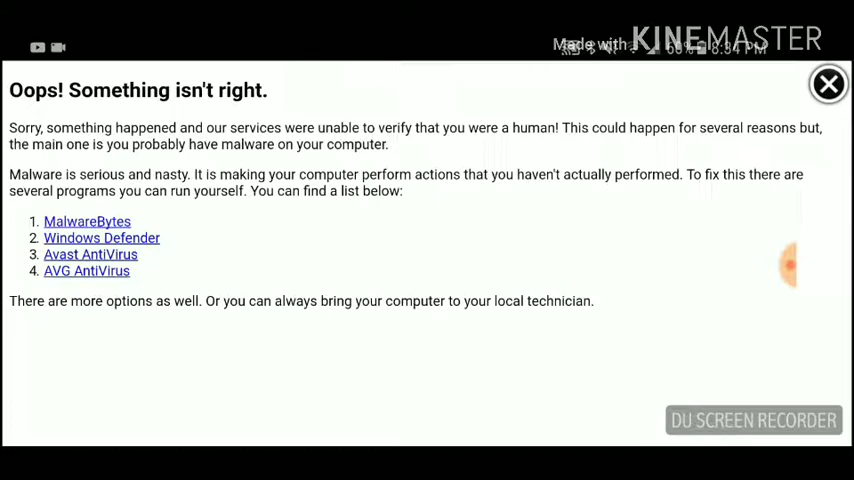 Made with KINEMASTER
60% 8:34 PM
Oops! Something isn't right.
Sorry, something happened and our services were unable to verify that you were a human! This could happen for several reasons but,
the main one is you probably have malware on your computer.
Malware is serious and nasty. It is making your computer perform actions that you haven't actually performed. To fix this there are
several programs you can run yourself. You can find a list below:
1. MalwareBytes
2. Windows Defender
3. Avast AntiVirus
4. AVG AntiVirus
There are more options as well. Or you can always bring your computer to your local technician.
DU SCREEN RECORDER